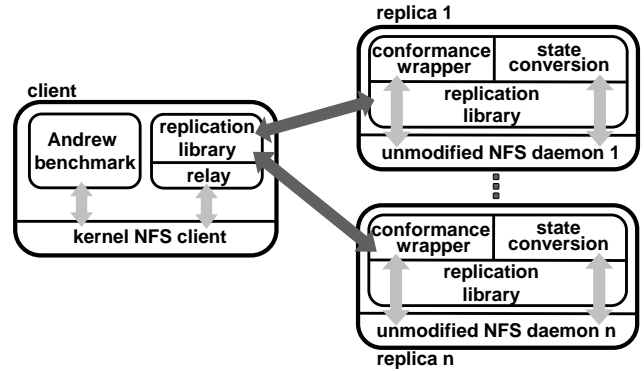 replica 1
conformance
wrapper
state
conversion
replication
library
unmodified NFS daemon 1
client
Andrew
benchmark
replication
library
relay
kernel NFS client
conformance
wrapper
state
conversion
replication
library
unmodified NFS daemon n
replica n